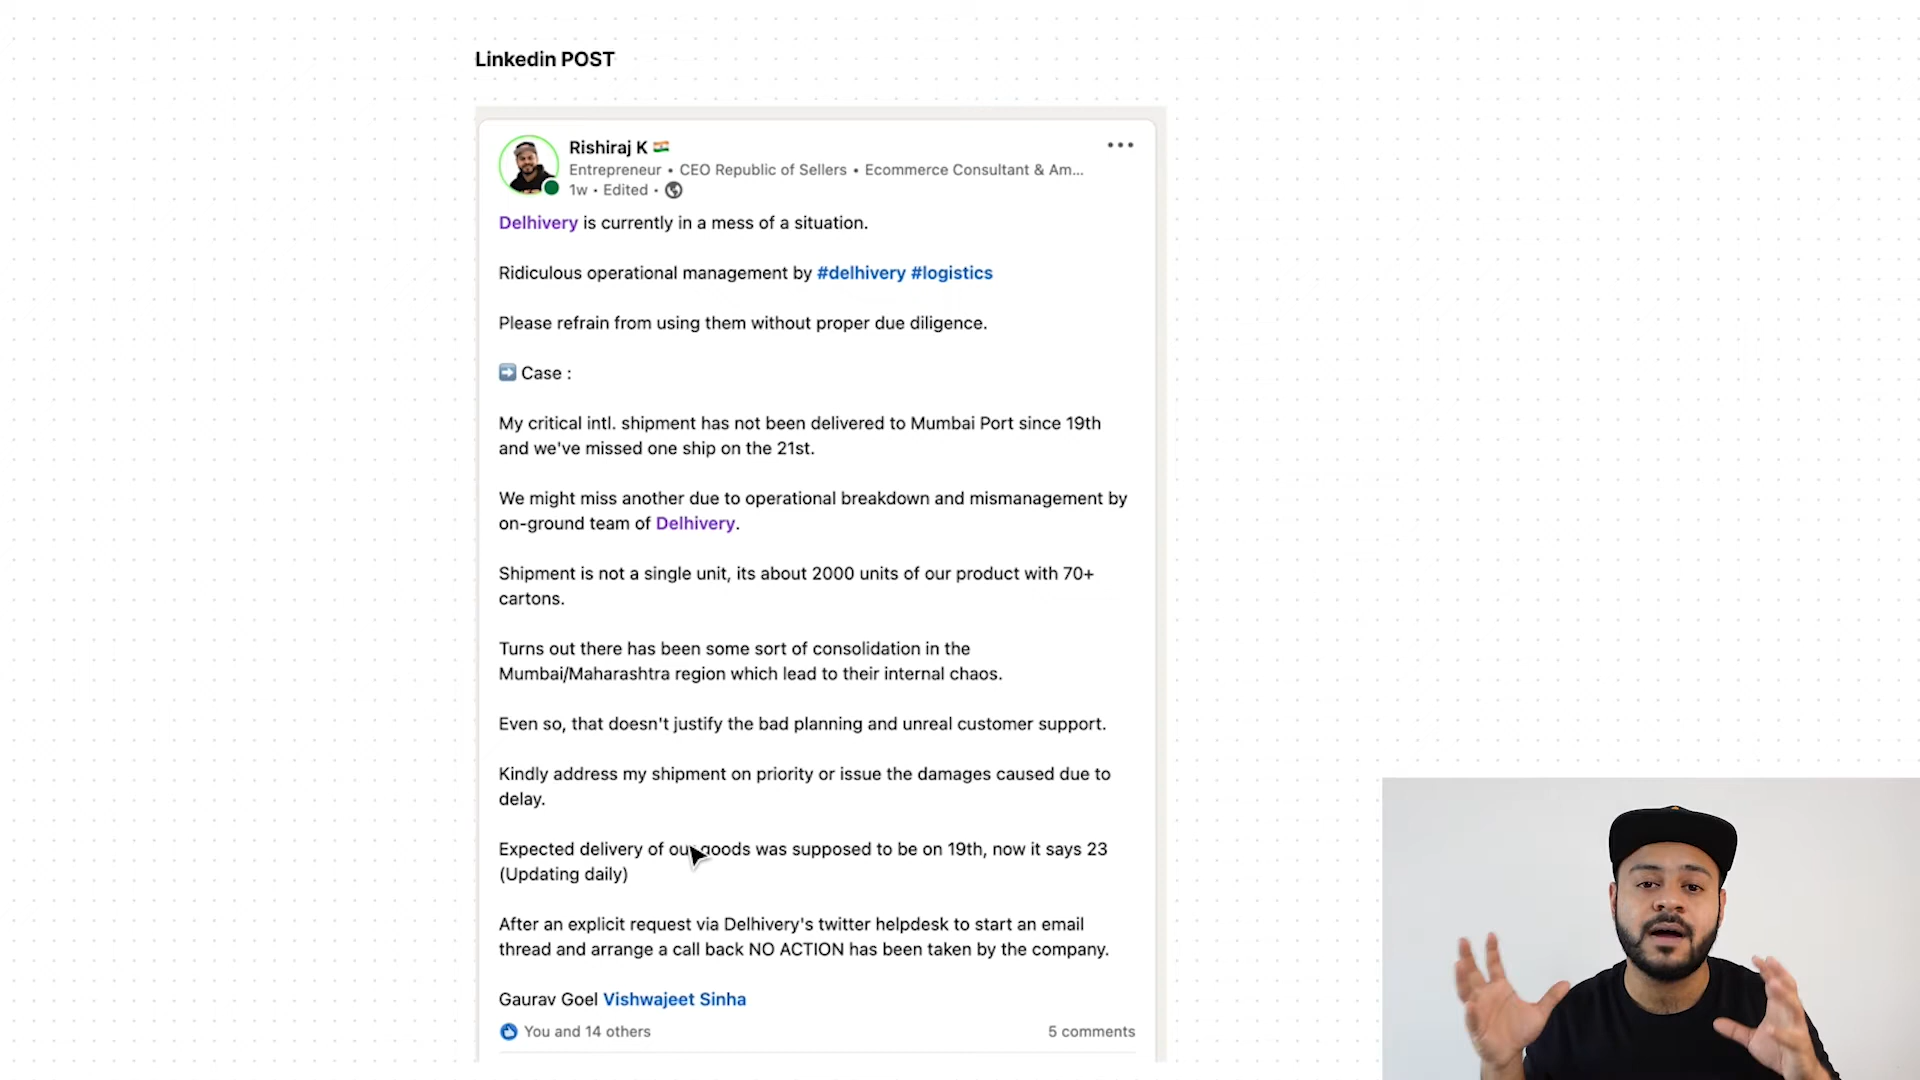 Linkedin POST
Rishiraj K
Entrepreneur • CEO Republic of Sellers • Ecommerce Consultant & Am...
1w • Edited •
Delhivery is currently in a mess of a situation.
Ridiculous operational management by #delhivery #logistics
Please refrain from using them without proper due diligence.
Case :
My critical intl. shipment has not been delivered to Mumbai Port since 19th
and we've missed one ship on the 21st.
We might miss another due to operational breakdown and mismanagement by
on-ground team of Delhivery.
Shipment is not a single unit, its about 2000 units of our product with 70+
cartons.
Turns out there has been some sort of consolidation in the
Mumbai/Maharashtra region which lead to their internal chaos.
Even so, that doesn't justify the bad planning and unreal customer support.
Kindly address my shipment on priority or issue the damages caused due to
delay.
Expected delivery of our goods was supposed to be on 19th, now it says 23
(Updating daily)
After an explicit request via Delhivery's twitter helpdesk to start an email
thread and arrange a call back NO ACTION has been taken by the company.
Gaurav Goel Vishwajeet Sinha
You and 14 others
5 comments